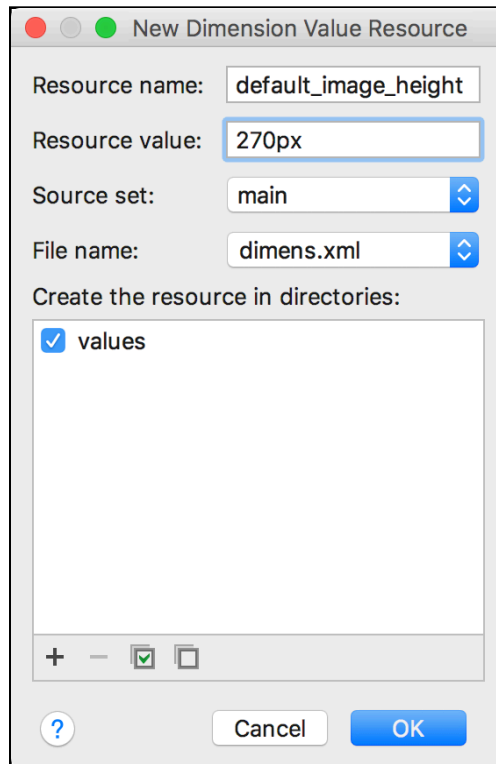 New Dimension Value Resource
Resource name: default_image_height
Resource value: 270px
Source set: main
File name: dimens.xml
Create the resource in directories:
values
?
Cancel OK